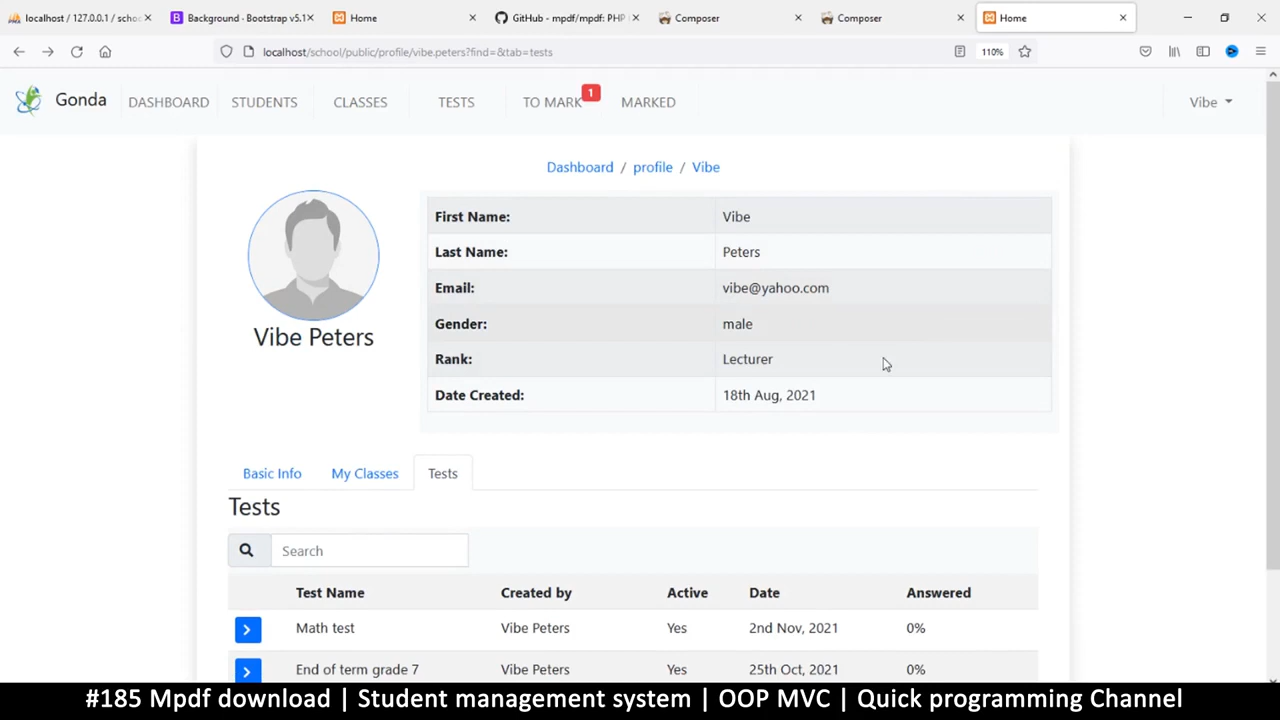 localhost / 127.0.0.1 / schoo
Background · Bootstrap v5.1
Home
GitHub - mpdf/mpdf: PHP
Composer
Composer
Home
localhost/school/public/profile/vibe.peters?find=&tab=tests
110%
Gonda
DASHBOARD
STUDENTS
CLASSES
TESTS
TO MARK
1
MARKED
Vibe
Dashboard / profile / Vibe
Vibe Peters
First Name: Vibe
Last Name: Peters
Email: vibe@yahoo.com
Gender: male
Rank: Lecturer
Date Created: 18th Aug, 2021
Basic Info
My Classes
Tests
Tests
Search
Test Name Created by Active Date Answered
Math test Vibe Peters Yes 2nd Nov, 2021 0%
End of term grade 7 Vibe Peters Yes 25th Oct, 2021 0%
#185 Mpdf download | Student management system | OOP MVC | Quick programming Channel